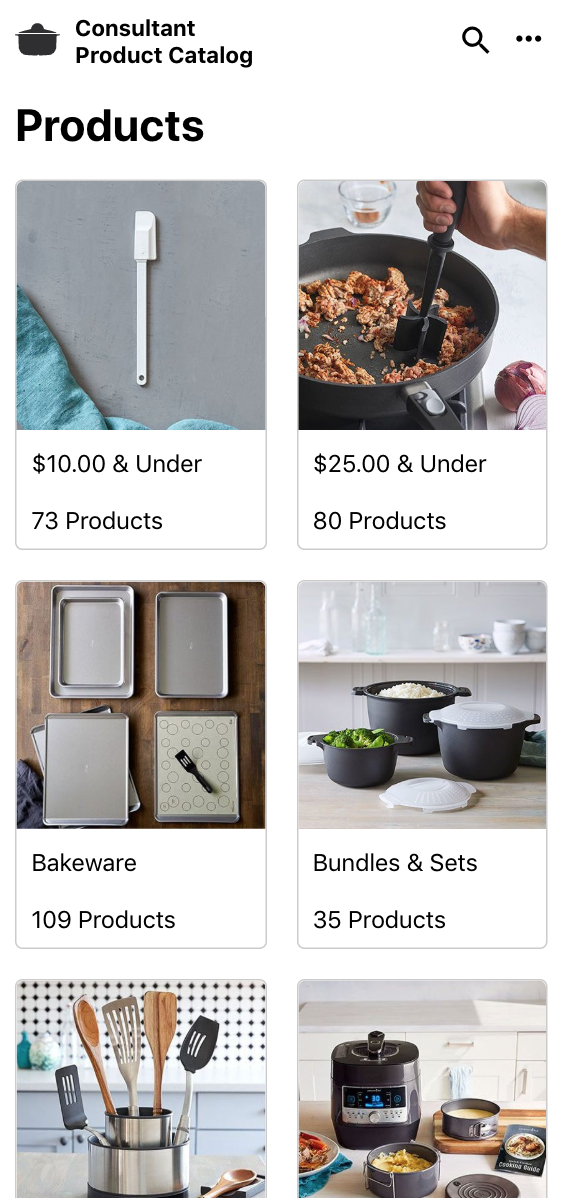 Consultant
Product Catalog
Products
$10.00 & Under
73 Products
$25.00 & Under
80 Products
Bakeware
109 Products
Bundles & Sets
35 Products
Cooking Guide